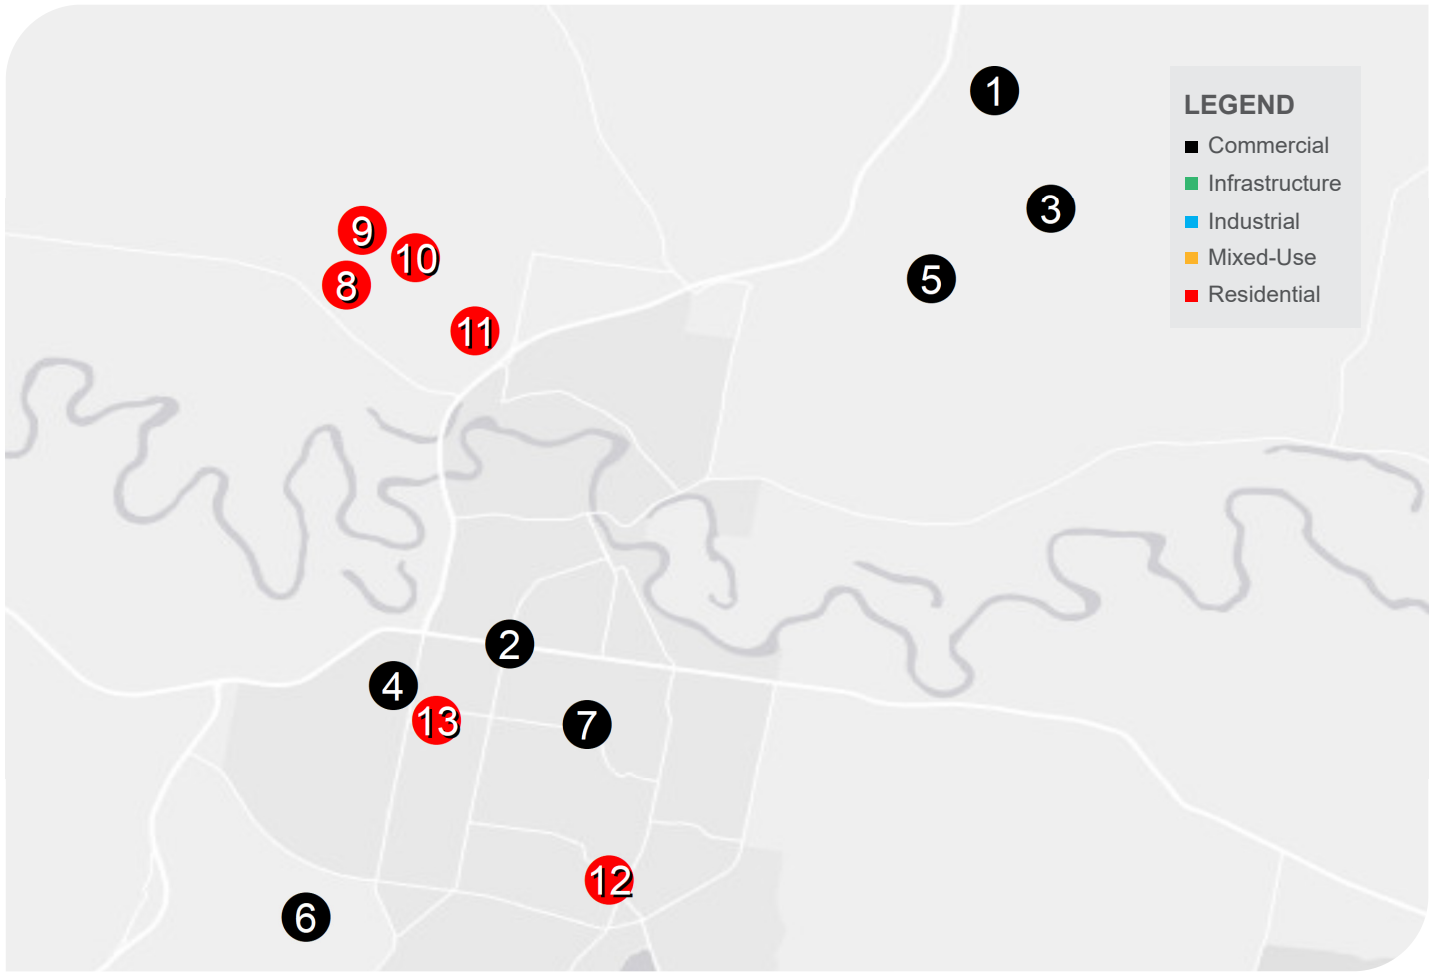 1
LEGEND
Commercial
Infrastructure
Industrial
Mixed-Use
Residential
3
9
10
8
5
11
2
4
13
7
12
6